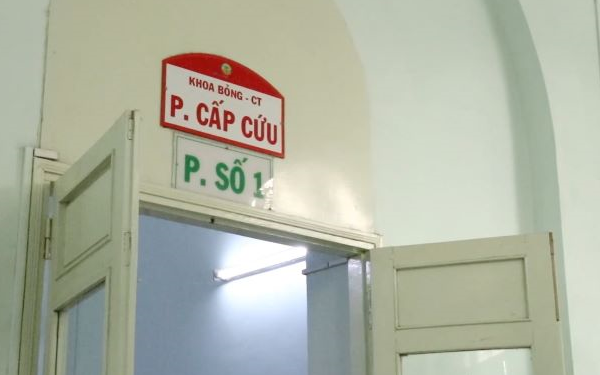 KHOA BỎNG - CT
P. CẤP CỨU
P. SỐ 1